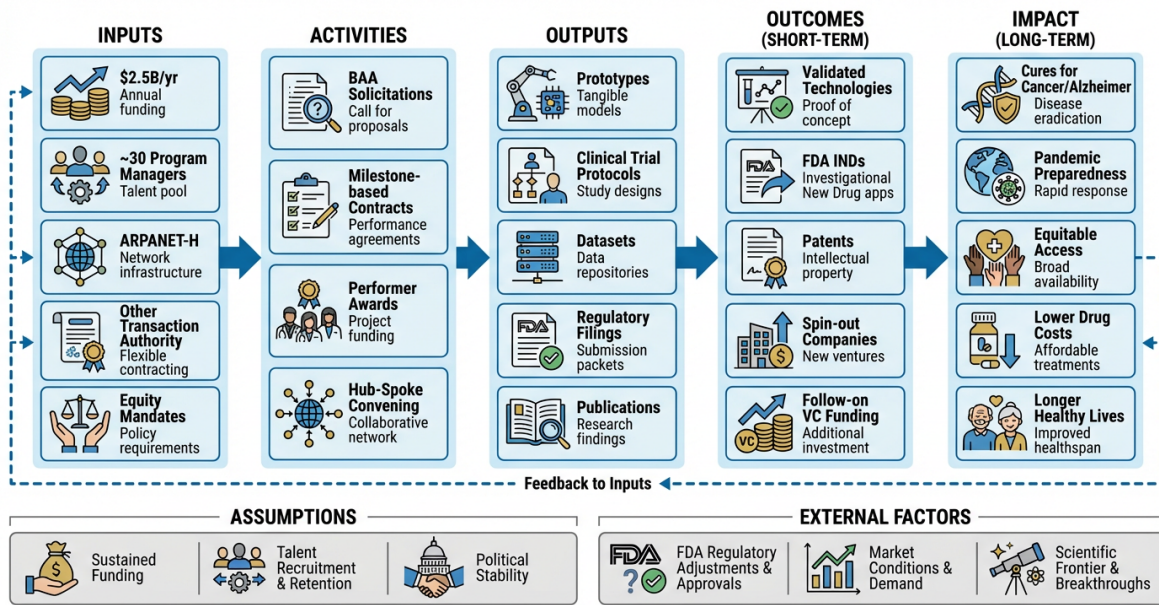 INPUTS
$2.5B/yr
Annual
funding
~30 Program
Managers
Talent pool
ARPANET-H
Network
infrastructure
Other
Transaction
Authority
Flexible
contracting
Equity
Mandates
Policy
requirements
ACTIVITIES
BAA
Solicitations
Call for
proposals
Milestone-
based
Contracts
Performance
agreements
Performer
Awards
Project
funding
Hub-Spoke
Convening
Collaborative
network
OUTPUTS
Prototypes
Tangible
models
Clinical Trial
Protocols
Study designs
Datasets
Data
repositories
FDA
Regulatory
Filings
Submission
packets
Publications
Research
findings
OUTCOMES
(SHORT-TERM)
Validated
Technologies
Proof of
concept
FDA
FDA INDs
Investigational
New Drug apps
Patents
Intellectual
property
$
Spin-out
Companies
New ventures
VC
Follow-on
VC Funding
Additional
investment
IMPACT
(LONG-TERM)
Cures for
Cancer/Alzheimer
Disease
eradication
Pandemic
Preparedness
Rapid response
Equitable
Access
Broad
availability
Lower Drug
Costs
Affordable
treatments
Longer
Healthy Lives
Improved
healthspan
Feedback to Inputs
ASSUMPTIONS
$
Sustained
Funding
Talent
Recruitment
& Retention
Political
Stability
EXTERNAL FACTORS
FDA
?
FDA Regulatory
Adjustments &
Approvals
Market
Conditions &
Demand
Scientific
Frontier &
Breakthroughs